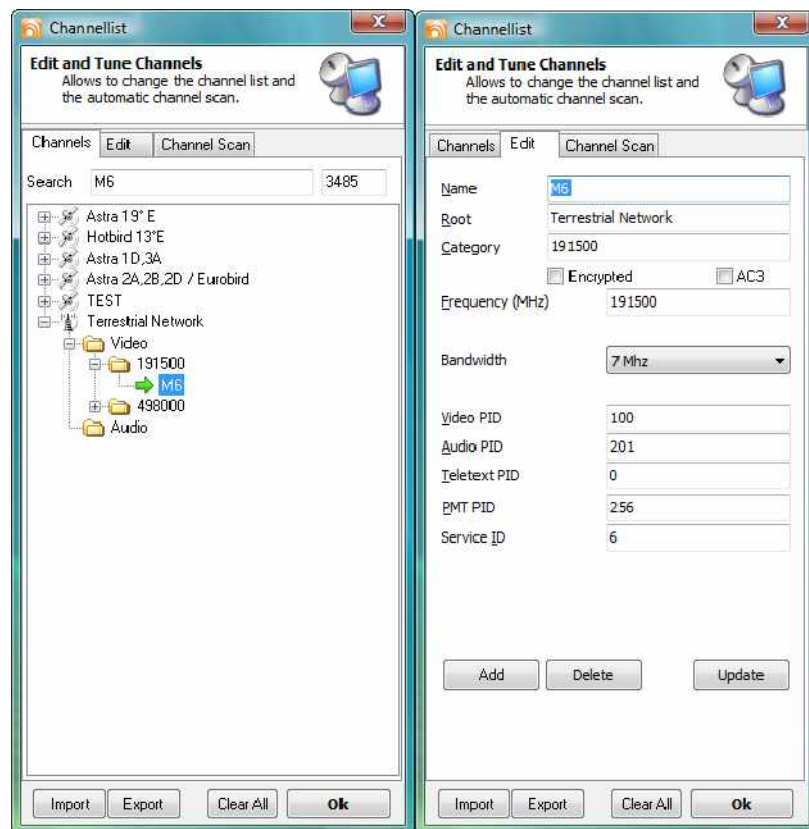 Channellist
Edit and Tune Channels
Allows to change the channel list and
the automatic channel scan.
Channels Edit Channel Scan
Search M6 3485
Astra 19° E
Hotbird 13°E
Astra 1D,3A
Astra 2A,2B,2D / Eurobird
TEST
Terrestrial Network
Video
191500
M6
498000
Audio
Import Export Clear All Ok
Channellist
Edit and Tune Channels
Allows to change the channel list and
the automatic channel scan.
Channels Edit Channel Scan
Name M6
Root Terrestrial Network
Category 191500
Encrypted AC3
Frequency (MHz) 191500
Bandwidth 7 Mhz
Video PID 100
Audio PID 201
Teletext PID 0
PMT PID 256
Service ID 6
Add Delete Update
Import Export Clear All Ok